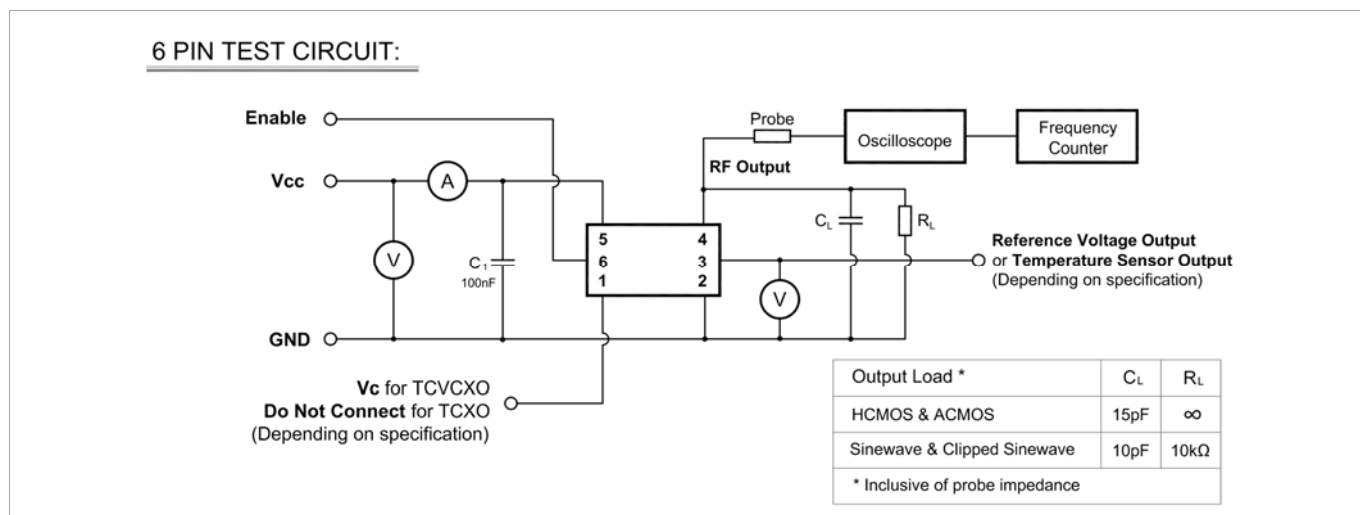 6 PIN TEST CIRCUIT:
Enable
Probe
Oscilloscope
Frequency
Counter
RF Output
Vcc
A
V
C1
100nF
5
6
1
4
3
2
CL
RL
V
Reference Voltage Output
or Temperature Sensor Output
(Depending on specification)
GND
Vc for TCVCXO
Do Not Connect for TCXO
(Depending on specification)
Output Load * CL RL
HCMOS & ACMOS 15pF ∞
Sinewave & Clipped Sinewave 10pF 10kΩ
* Inclusive of probe impedance